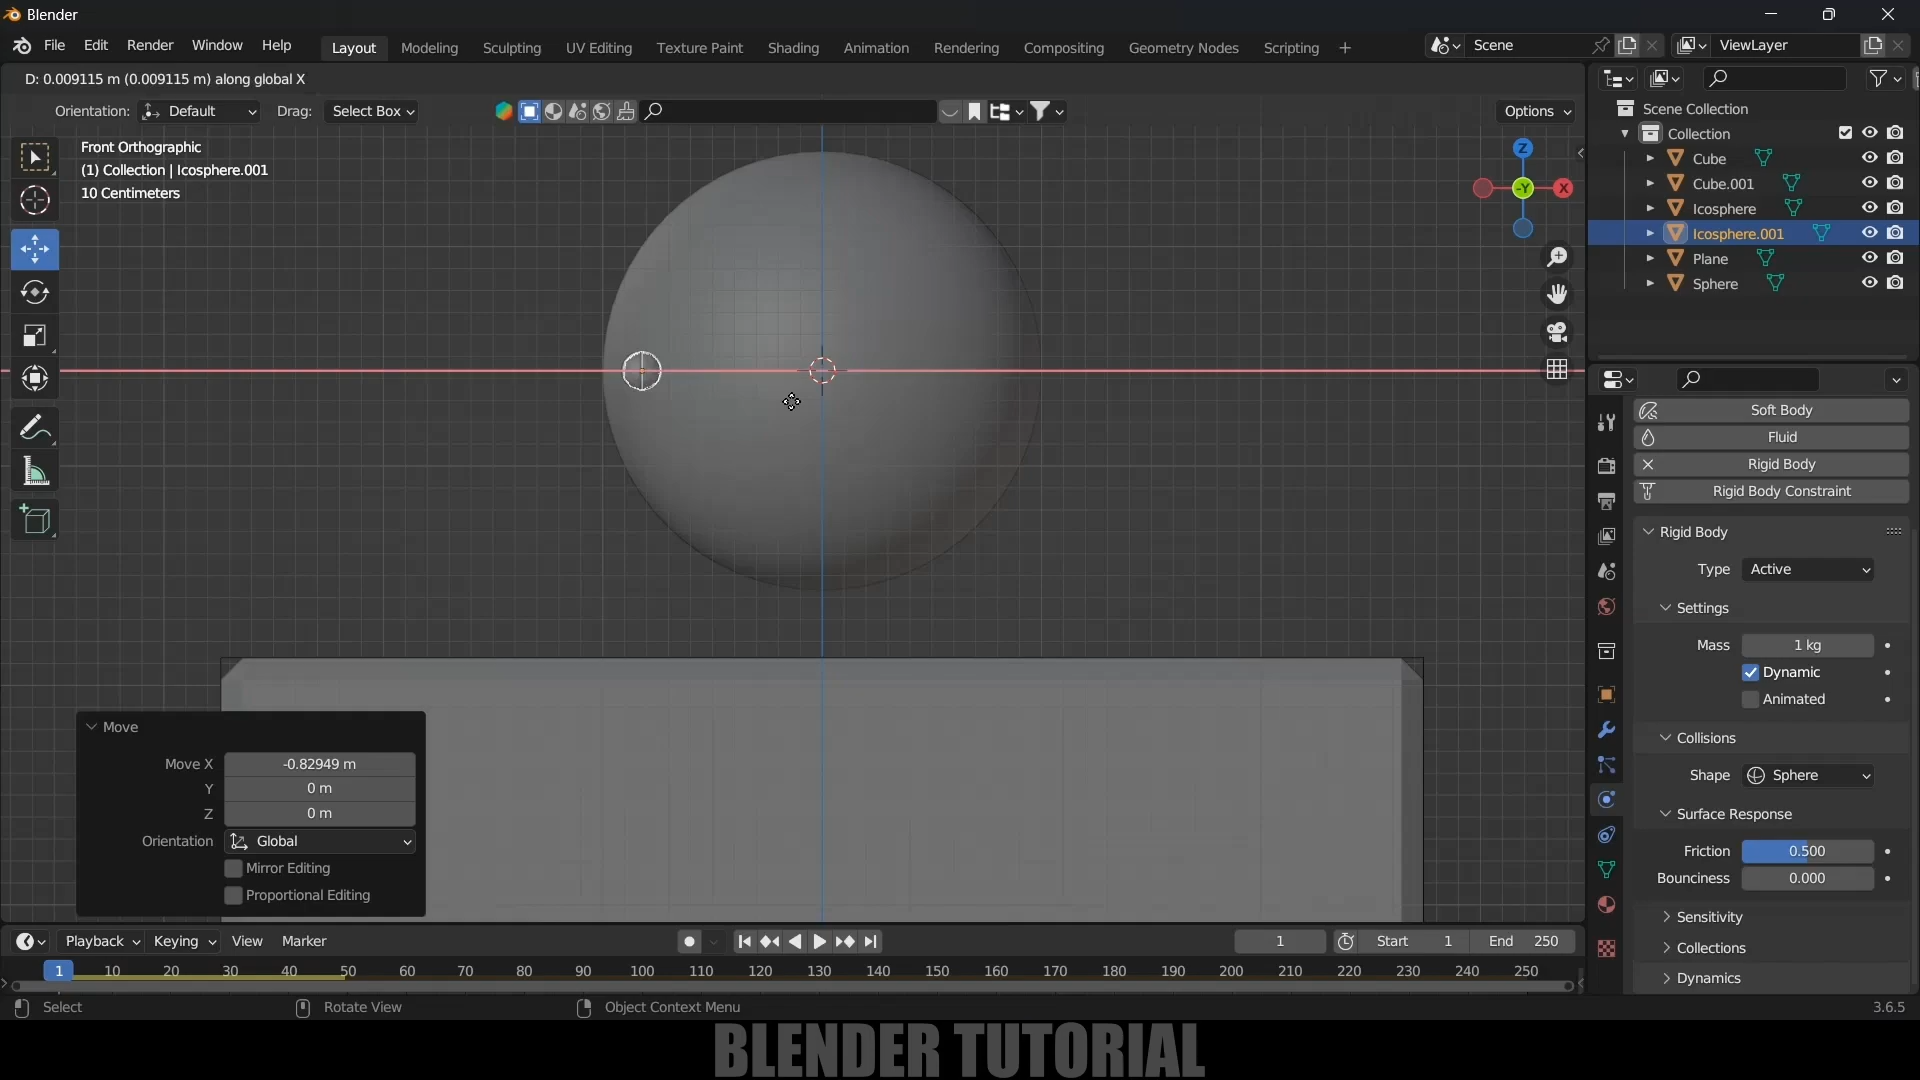 Blender
File Edit Render Window Help Layout Modeling Sculpting UV Editing Texture Paint Shading Animation Rendering Compositing Geometry Nodes Scripting + Scene ViewLayer
D: 0.009115 m (0.009115 m) along global X
Orientation: Default Drag: Select Box Options
Front Orthographic
(1) Collection | Icosphere.001
10 Centimeters
Z
-Y X
Scene Collection
Collection
Cube
Cube.001
Icosphere
Icosphere.001
Plane
Sphere
Soft Body
Fluid
Rigid Body
Rigid Body Constraint
Rigid Body
Type Active
Settings
Mass 1 kg
Dynamic
Animated
Collisions
Shape Sphere
Surface Response
Friction 0.500
Bounciness 0.000
Sensitivity
Collections
Dynamics
Move
Move X -0.82949 m
Y 0 m
Z 0 m
Orientation Global
Mirror Editing
Proportional Editing
Playback Keying View Marker 1 Start 1 End 250
1 10 20 30 40 50 60 70 80 90 100 110 120 130 140 150 160 170 180 190 200 210 220 230 240 250
Select Rotate View Object Context Menu 3.6.5
BLENDER TUTORIAL